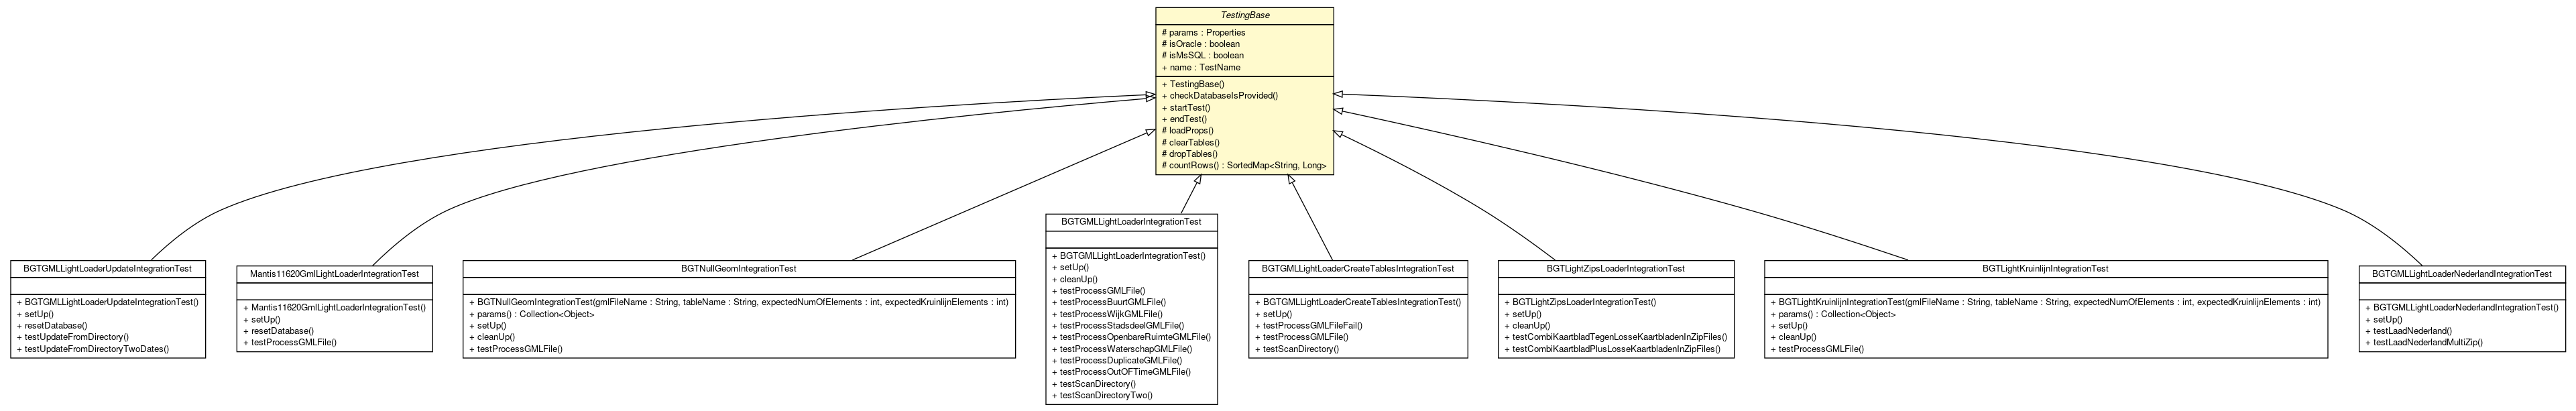 TestingBase
# params : Properties
# isOracle : boolean
# isMsSQL : boolean
+ name : TestName
+ TestingBase()
+ checkDatabaseIsProvided()
+ startTest()
+ endTest()
# loadProps()
# clearTables()
# dropTables()
# countRows() : SortedMap<String, Long>
BGTGMLLightLoaderUpdateIntegrationTest
+ BGTGMLLightLoaderUpdateIntegrationTest()
+ setUp()
+ resetDatabase()
+ testUpdateFromDirectory()
+ testUpdateFromDirectoryTwoDates()
Mantis11620GmlLightLoaderIntegrationTest
+ Mantis11620GmlLightLoaderIntegrationTest()
+ setUp()
+ resetDatabase()
+ testProcessGMLFile()
BGTNullGeomIntegrationTest
+ BGTNullGeomIntegrationTest(gmlFileName : String, tableName : String, expectedNumOfElements : int, expectedKruinlijnElements : int)
+ params() : Collection<Object>
+ setUp()
+ cleanUp()
+ testProcessGMLFile()
BGTGMLLightLoaderIntegrationTest
+ BGTGMLLightLoaderIntegrationTest()
+ setUp()
+ cleanUp()
+ testProcessGMLFile()
+ testProcessBuurtGMLFile()
+ testProcessWijkGMLFile()
+ testProcessStadsdeelGMLFile()
+ testProcessOpenbareRuimteGMLFile()
+ testProcessWaterschapGMLFile()
+ testProcessDuplicateGMLFile()
+ testProcessOutOFTimeGMLFile()
+ testScanDirectory()
+ testScanDirectoryTwo()
BGTGMLLightLoaderCreateTablesIntegrationTest
+ BGTGMLLightLoaderCreateTablesIntegrationTest()
+ setUp()
+ testProcessGMLFileFail()
+ testProcessGMLFile()
+ testScanDirectory()
BGTLightZipsLoaderIntegrationTest
+ BGTLightZipsLoaderIntegrationTest()
+ setUp()
+ cleanUp()
+ testCombiKaartbladTegenLosseKaartbladenInZipFiles()
+ testCombiKaartbladPlusLosseKaartbladenInZipFiles()
BGTLightKruinlijnIntegrationTest
+ BGTLightKruinlijnIntegrationTest(gmlFileName : String, tableName : String, expectedNumOfElements : int, expectedKruinlijnElements : int)
+ params() : Collection<Object>
+ setUp()
+ cleanUp()
+ testProcessGMLFile()
BGTGMLLightLoaderNederlandIntegrationTest
+ BGTGMLLightLoaderNederlandIntegrationTest()
+ setUp()
+ testLaadNederland()
+ testLaadNederlandMultiZip()